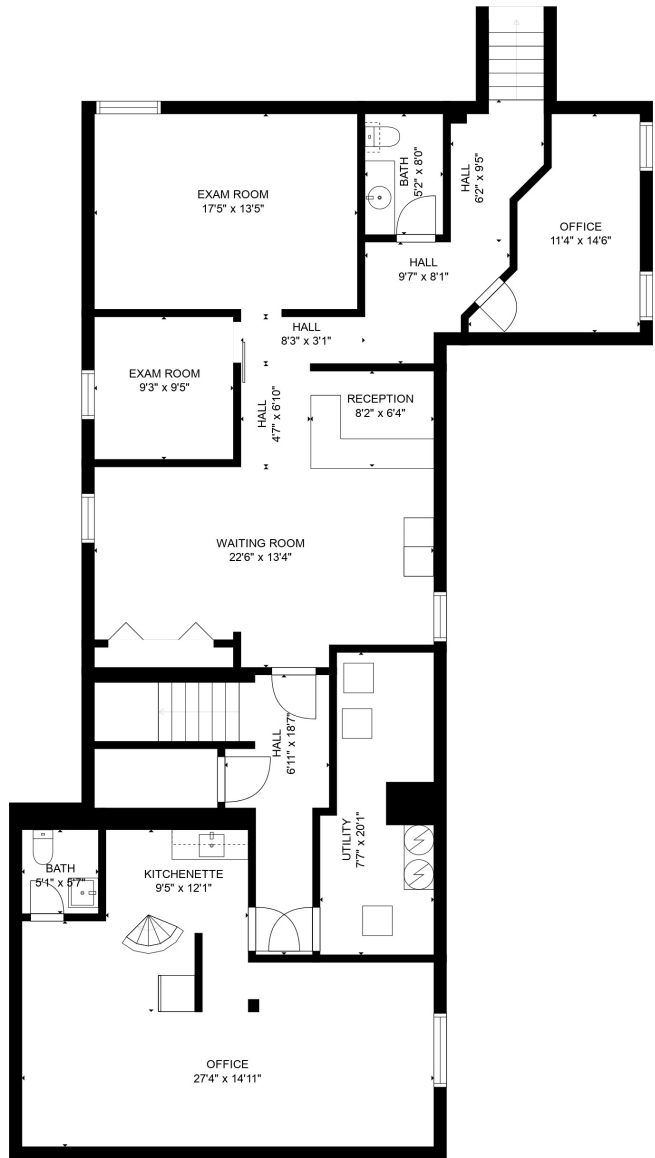 EXAM ROOM
17'5" x 13'5"
BATH
5'2" x 8'0"
HALL
6'2" x 9'5"
OFFICE
11'4" x 14'6"
HALL
9'7" x 8'1"
HALL
8'3" x 3'1"
EXAM ROOM
9'3" x 9'5"
HALL
4'7" x 6'10"
RECEPTION
8'2" x 6'4"
WAITING ROOM
22'6" x 13'4"
HALL
6'11" x 18'7"
UTILITY
7'7" x 20'1"
BATH
5'1" x 5'7"
KITCHENETTE
9'5" x 12'1"
OFFICE
27'4" x 14'11"